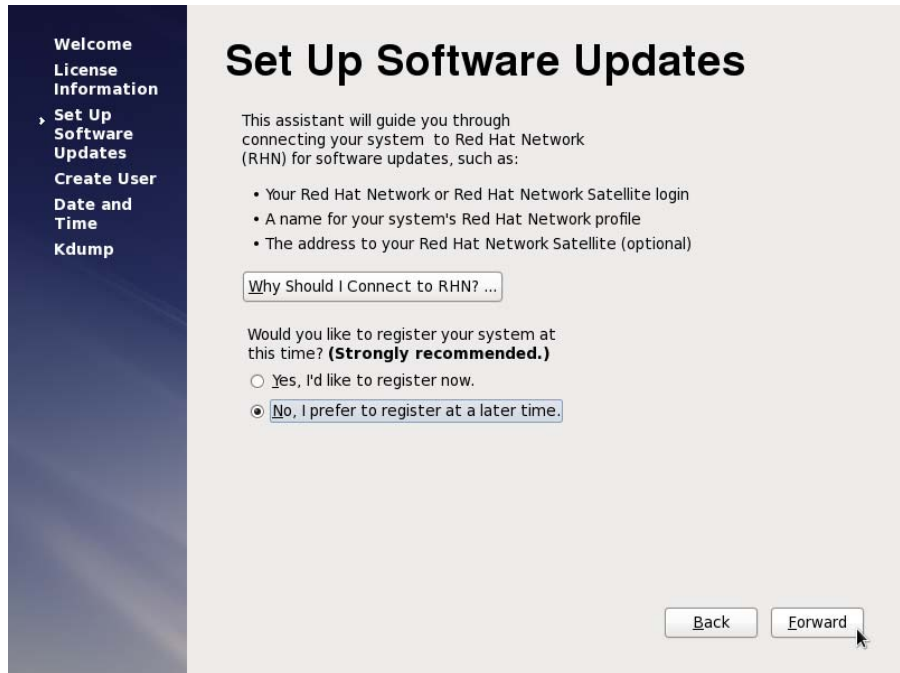 Welcome
License
Information
Set Up
Software
Updates
Create User
Date and
Time
Kdump
Set Up Software Updates
This assistant will guide you through
connecting your system to Red Hat Network
(RHN) for software updates, such as:
• Your Red Hat Network or Red Hat Network Satellite login
• A name for your system's Red Hat Network profile
• The address to your Red Hat Network Satellite (optional)
Why Should I Connect to RHN? ...
Would you like to register your system at
this time? (Strongly recommended.)
Yes, I'd like to register now.
No, I prefer to register at a later time.
Back
Forward